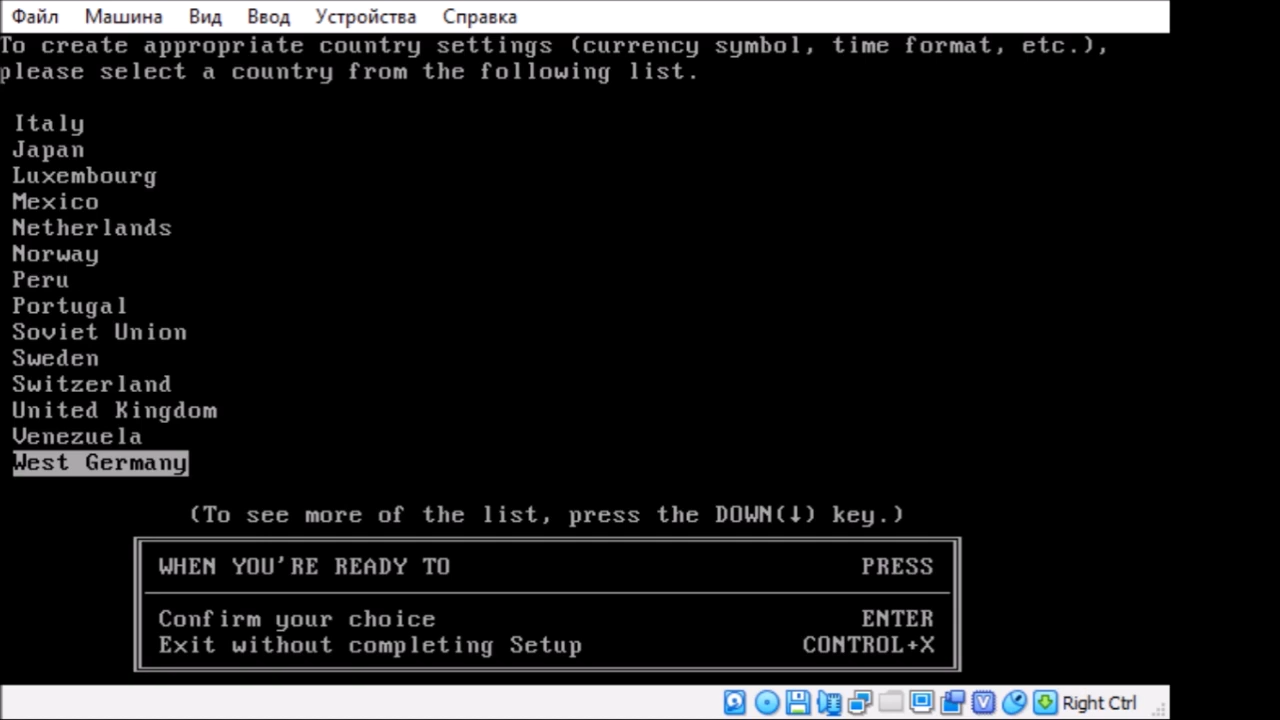 Файл Машина Вид Ввод Устройства Справка
To create appropriate country settings (currency symbol, time format, etc.),
please select a country from the following list.
Italy
Japan
Luxembourg
Mexico
Netherlands
Norway
Peru
Portugal
Soviet Union
Sweden
Switzerland
United Kingdom
Venezuela
West Germany
(To see more of the list, press the DOWN(↓) key.)
WHEN YOU'RE READY TO PRESS
Confirm your choice ENTER
Exit without completing Setup CONTROL+X
Right Ctrl